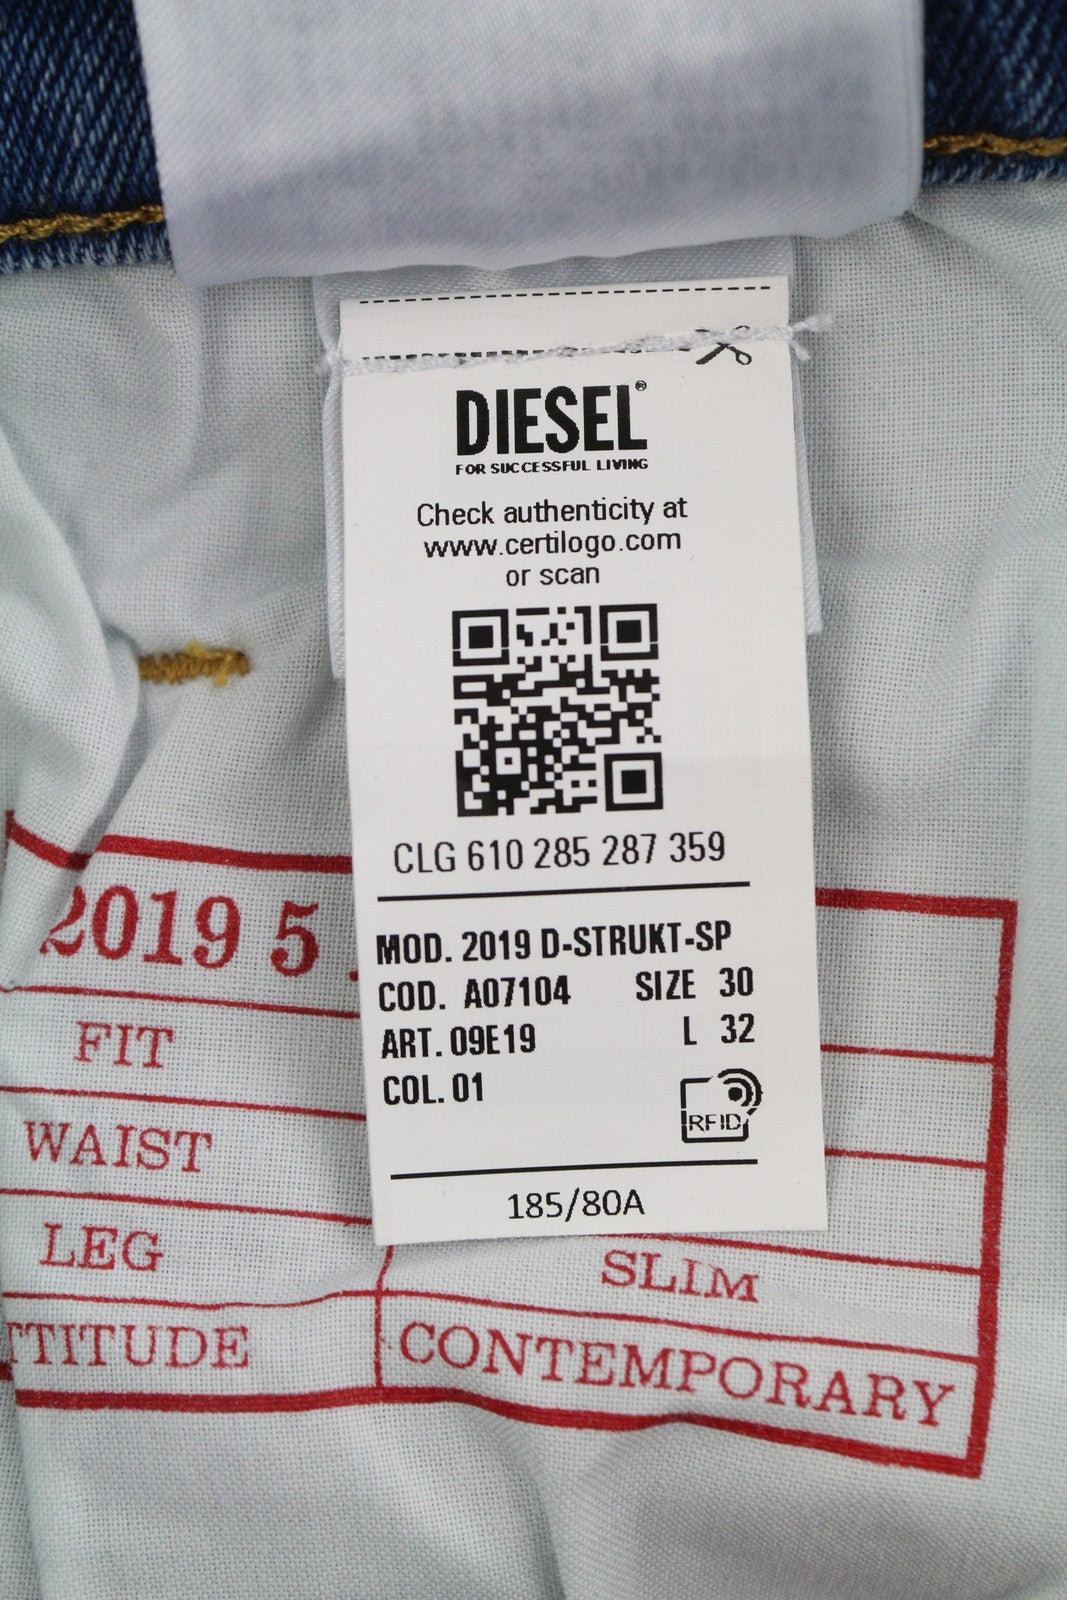 DIESEL®
FOR SUCCESSFUL LIVING
Check authenticity at
www.certilogo.com
or scan
CLG 610 285 287 359
MOD. 2019 D-STRUKT-SP
COD. A07104 SIZE 30
ART. 09E19 L 32
COL. 01
RFID
185/80A
2019 5
FIT
WAIST
LEG SLIM
TTITUDE CONTEMPORARY